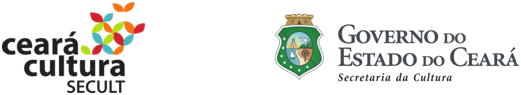 ceará
cultura
SECULT
GOVERNO DO
ESTADO DO CEARÁ
Secretaria da Cultura